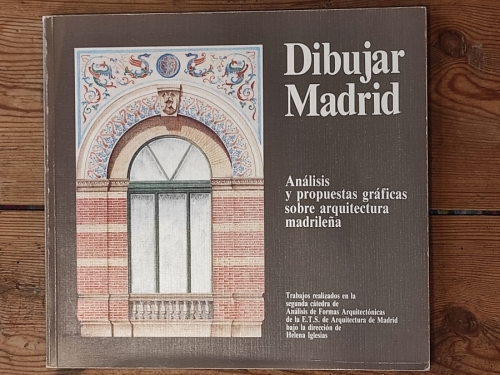 Dibujar
Madrid
Análisis
y propuestas gráficas
sobre arquitectura
madrileña
Trabajos realizados en la
segunda cátedra de
Análisis de Formas Arquitectónicas
de la E.T.S. de Arquitectura de Madrid
bajo la dirección de
Helena Iglesias